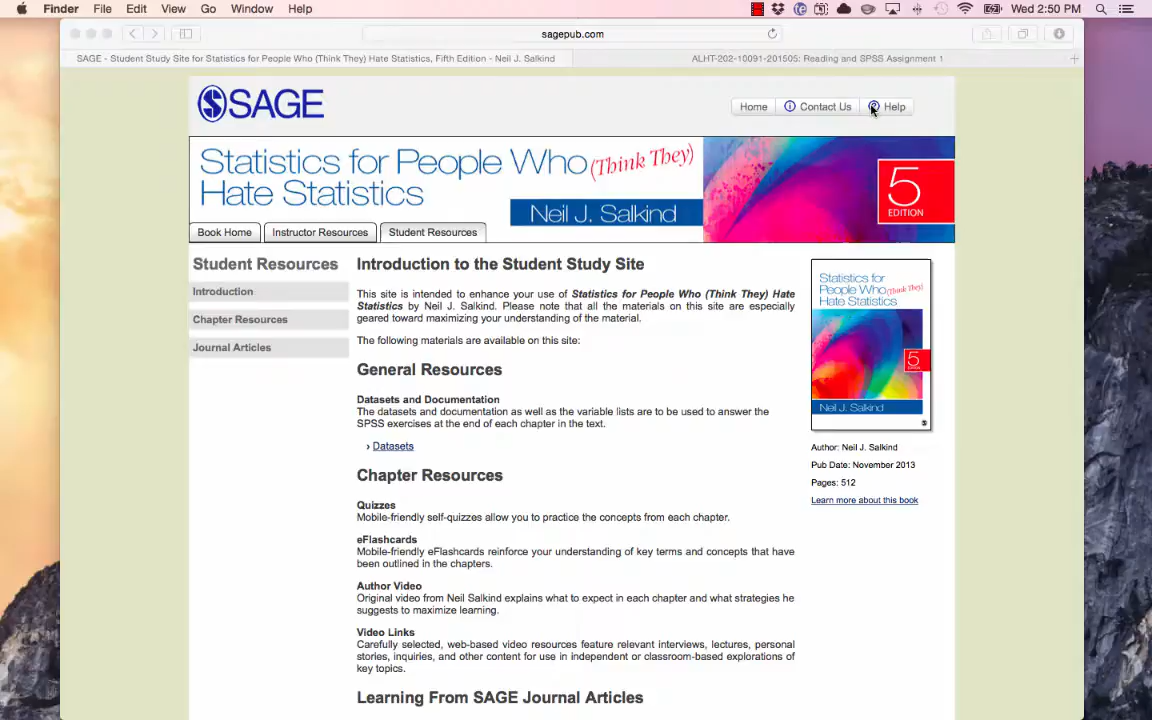 Finder File Edit View Go Window Help
Wed 2:50 PM
sagepub.com
SAGE - Student Study Site for Statistics for People Who (Think They) Hate Statistics, Fifth Edition - Neil J. Salkind
ALHT-202-10091-201505: Reading and SPSS Assignment 1
SAGE
Home Contact Us Help
Statistics for People Who (Think They)
Hate Statistics
Neil J. Salkind
5
EDITION
Book Home Instructor Resources Student Resources
Student Resources
Introduction
Chapter Resources
Journal Articles
Introduction to the Student Study Site
This site is intended to enhance your use of Statistics for People Who (Think They) Hate
Statistics by Neil J. Salkind. Please note that all the materials on this site are especially
geared toward maximizing your understanding of the material.
The following materials are available on this site:
General Resources
Datasets and Documentation
The datasets and documentation as well as the variable lists are to be used to answer the
SPSS exercises at the end of each chapter in the text.
› Datasets
Chapter Resources
Quizzes
Mobile-friendly self-quizzes allow you to practice the concepts from each chapter.
eFlashcards
Mobile-friendly eFlashcards reinforce your understanding of key terms and concepts that have
been outlined in the chapters.
Author Video
Original video from Neil Salkind explains what to expect in each chapter and what strategies he
suggests to maximize learning.
Video Links
Carefully selected, web-based video resources feature relevant interviews, lectures, personal
stories, inquiries, and other content for use in independent or classroom-based explorations of
key topics.
Learning From SAGE Journal Articles
Statistics for
People Who (Think They)
Hate Statistics
5
Neil J. Salkind
Author: Neil J. Salkind
Pub Date: November 2013
Pages: 512
Learn more about this book